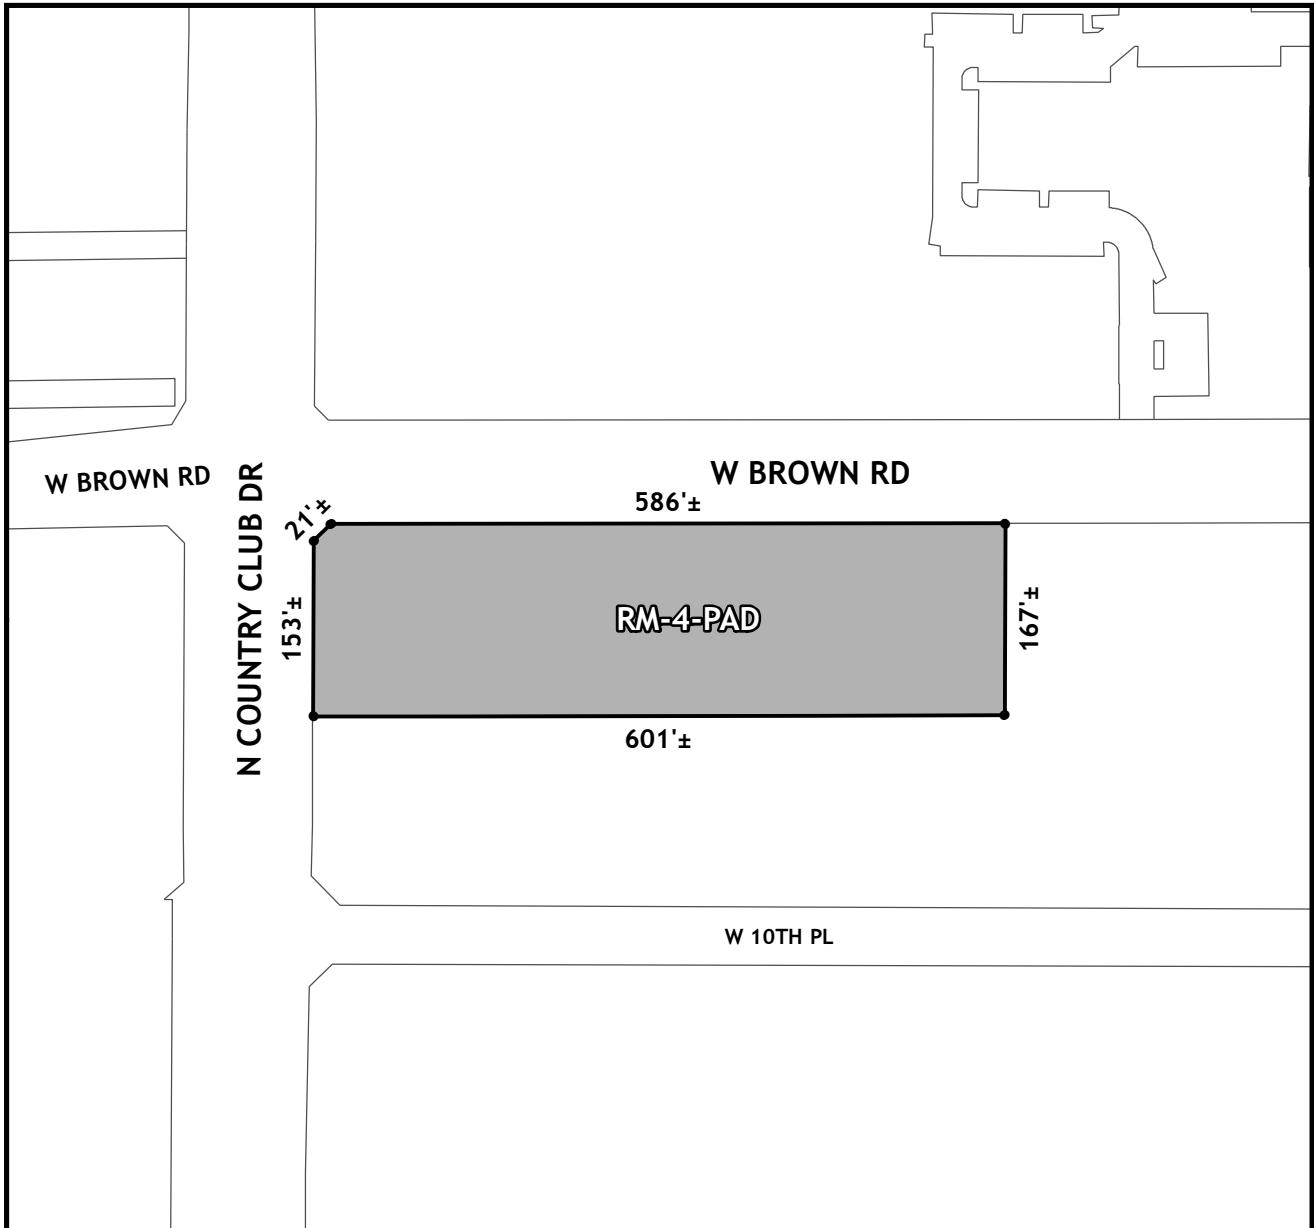 W BROWN RD
W BROWN RD
N COUNTRY CLUB DR
21'±
586'±
153'±
RM-4-PAD
167'±
601'±
W 10TH PL